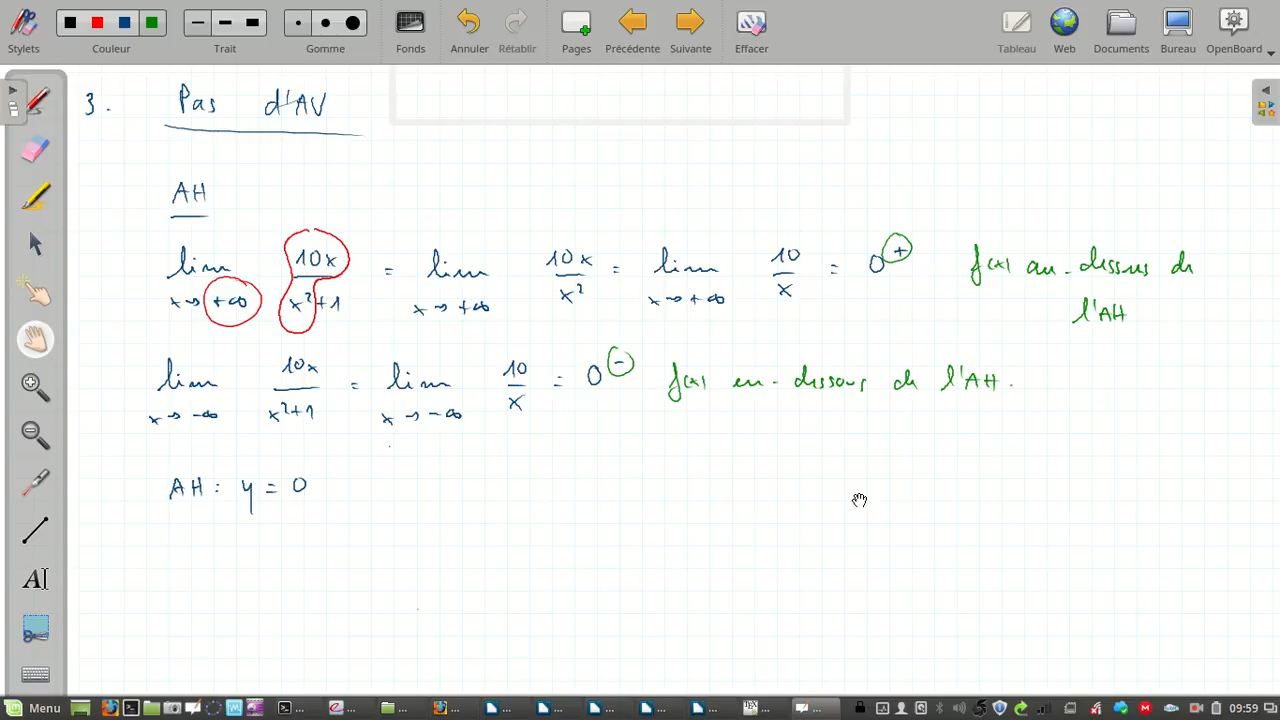 Stylets Couleur Trait Gomme Fonds Annuler Rétablir Pages Précédente Suivante Effacer Tableau Web Documents Bureau OpenBoard
3. Pas d'AV
AH
lim x→+∞ 10x/(x²+1) = lim x→+∞ 10x/x² = lim x→+∞ 10/x = 0⁺ f(x) au-dessus de
l'AH
lim x→-∞ 10x/(x²+1) = lim x→-∞ 10/x = 0⁻ f(x) en-dessous de l'AH.
AH: y = 0
Menu 09:59